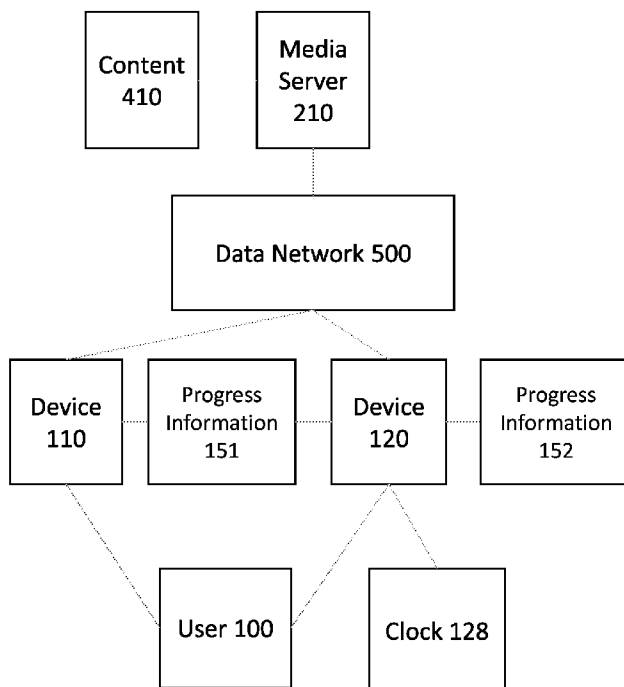 Content
410
Media
Server
210
Data Network 500
Device
110
Progress
Information
151
Device
120
Progress
Information
152
User 100
Clock 128